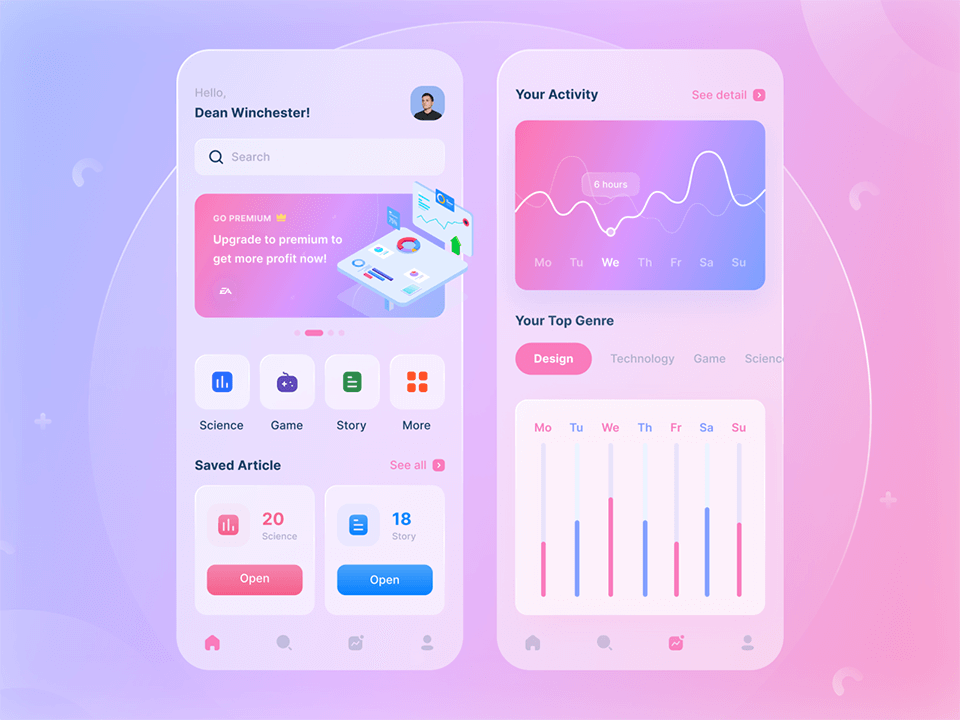 Hello,
Dean Winchester!
Search
GO PREMIUM
Upgrade to premium to
get more profit now!
EA
Science
Game
Story
More
Saved Article
See all
20
Science
Open
18
Story
Open
Your Activity
See detail
6 hours
Mo Tu We Th Fr Sa Su
Your Top Genre
Design Technology Game Science
Mo Tu We Th Fr Sa Su